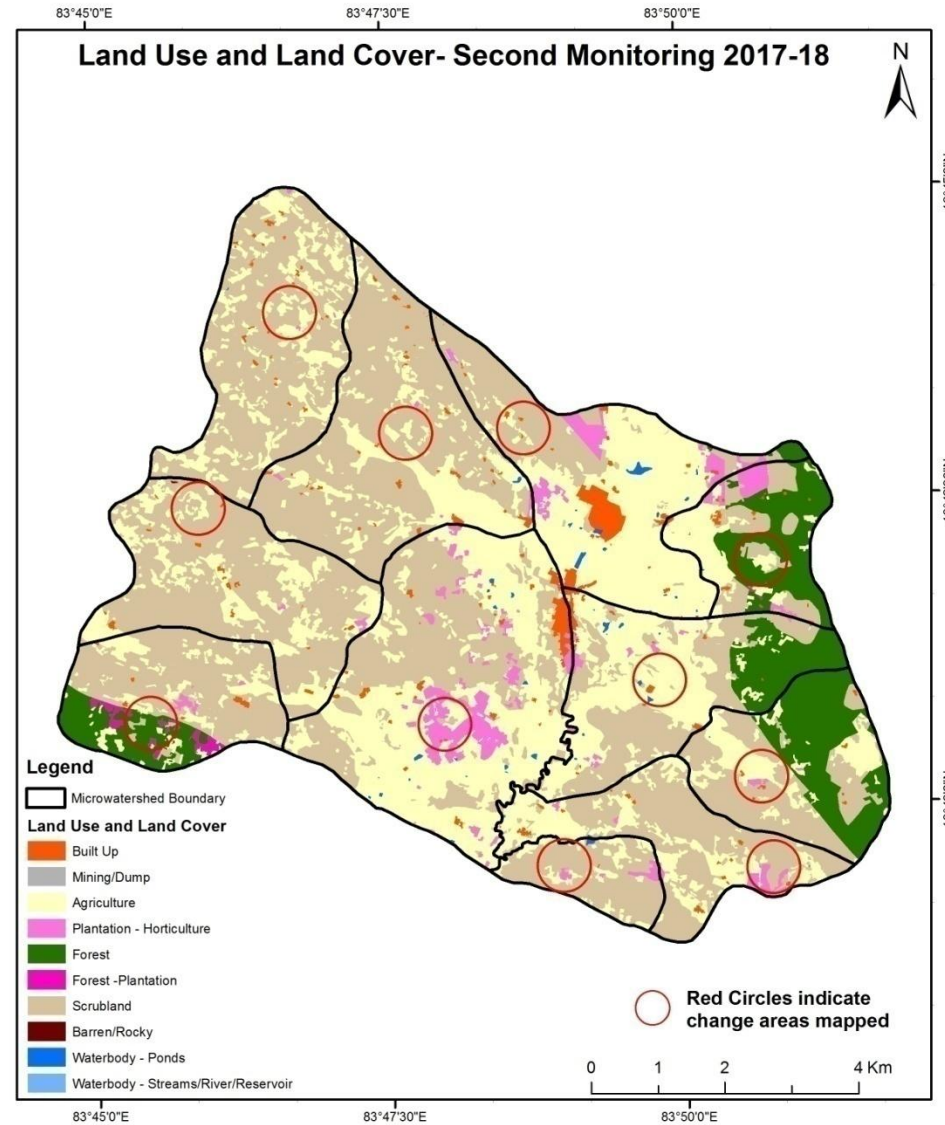 83°45'0"E 83°47'30"E 83°50'0"E
Land Use and Land Cover- Second Monitoring 2017-18
N
Legend
Microwatershed Boundary
Land Use and Land Cover
Built Up
Mining/Dump
Agriculture
Plantation - Horticulture
Forest
Forest -Plantation
Scrubland
Barren/Rocky
Waterbody - Ponds
Waterbody - Streams/River/Reservoir
Red Circles indicate
change areas mapped
0 1 2 4 Km
83°45'0"E 83°47'30"E 83°50'0"E